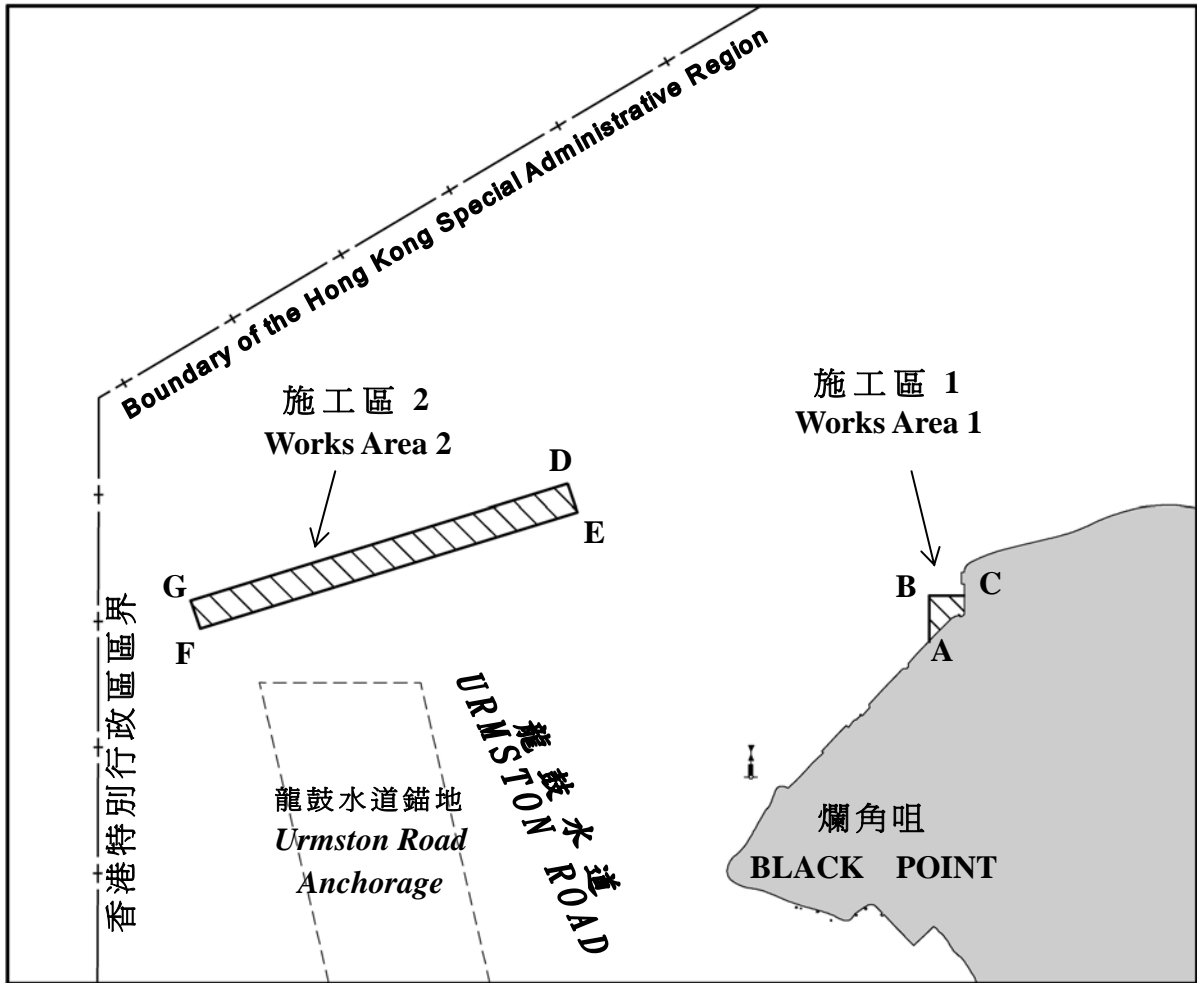 Boundary of the Hong Kong Special Administrative Region
施工區 2
Works Area 2
施工區 1
Works Area 1
D
E
G
F
B
C
A
香港特別行政區區界
龍鼓水道
URMSTON ROAD
龍鼓水道錨地
Urmston Road
Anchorage
爛角咀
BLACK POINT